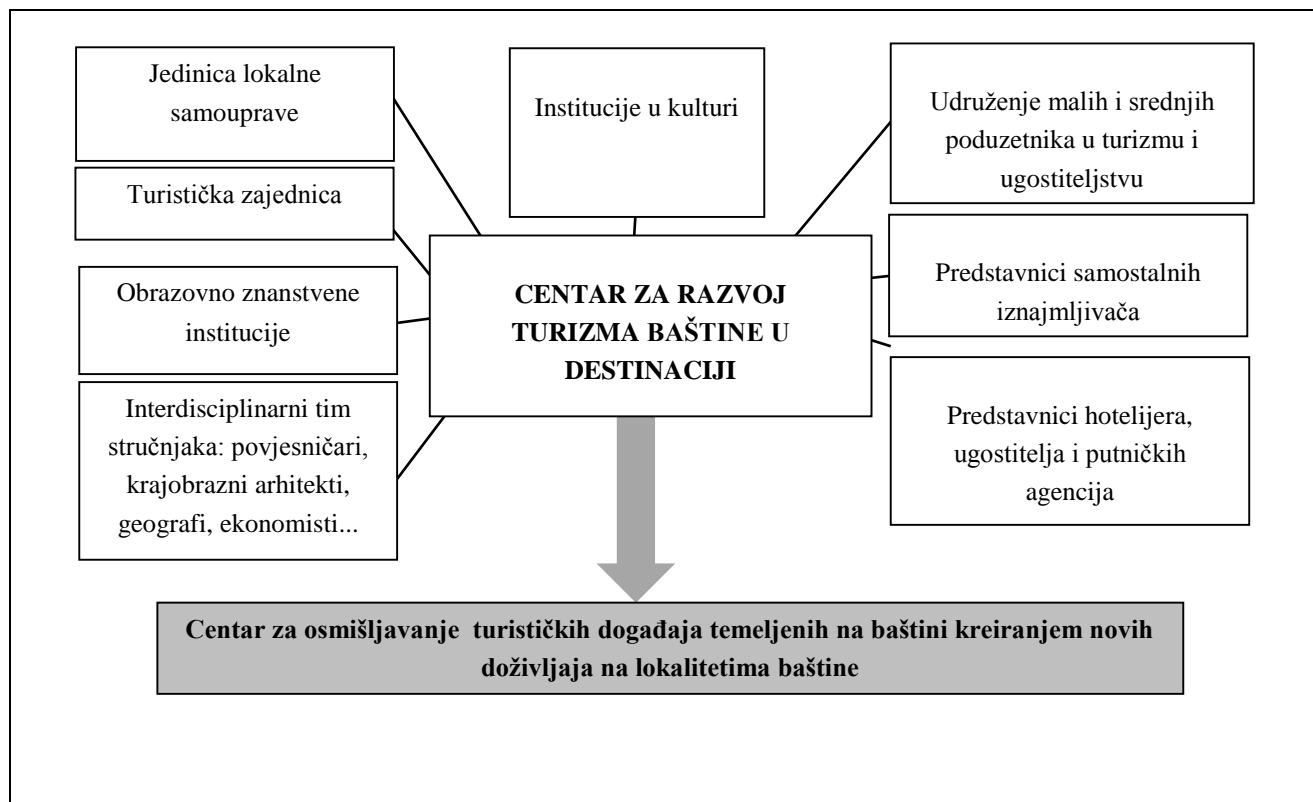 Jedinica lokalne
samouprave
Turistička zajednica
Obrazovno znanstvene
institucije
Interdisciplinarni tim
stručnjaka: povjesničari,
krajobrazni arhitekti,
geografi, ekonomisti...
Institucije u kulturi
CENTAR ZA RAZVOJ
TURIZMA BAŠTINE U
DESTINACIJI
Udruženje malih i srednjih
poduzetnika u turizmu i
ugostiteljstvu
Predstavnici samostalnih
iznajmljivača
Predstavnici hotelijera,
ugostitelja i putničkih
agencija
Centar za osmišljavanje turističkih događaja temeljenih na baštini kreiranjem novih
doživljaja na lokalitetima baštine